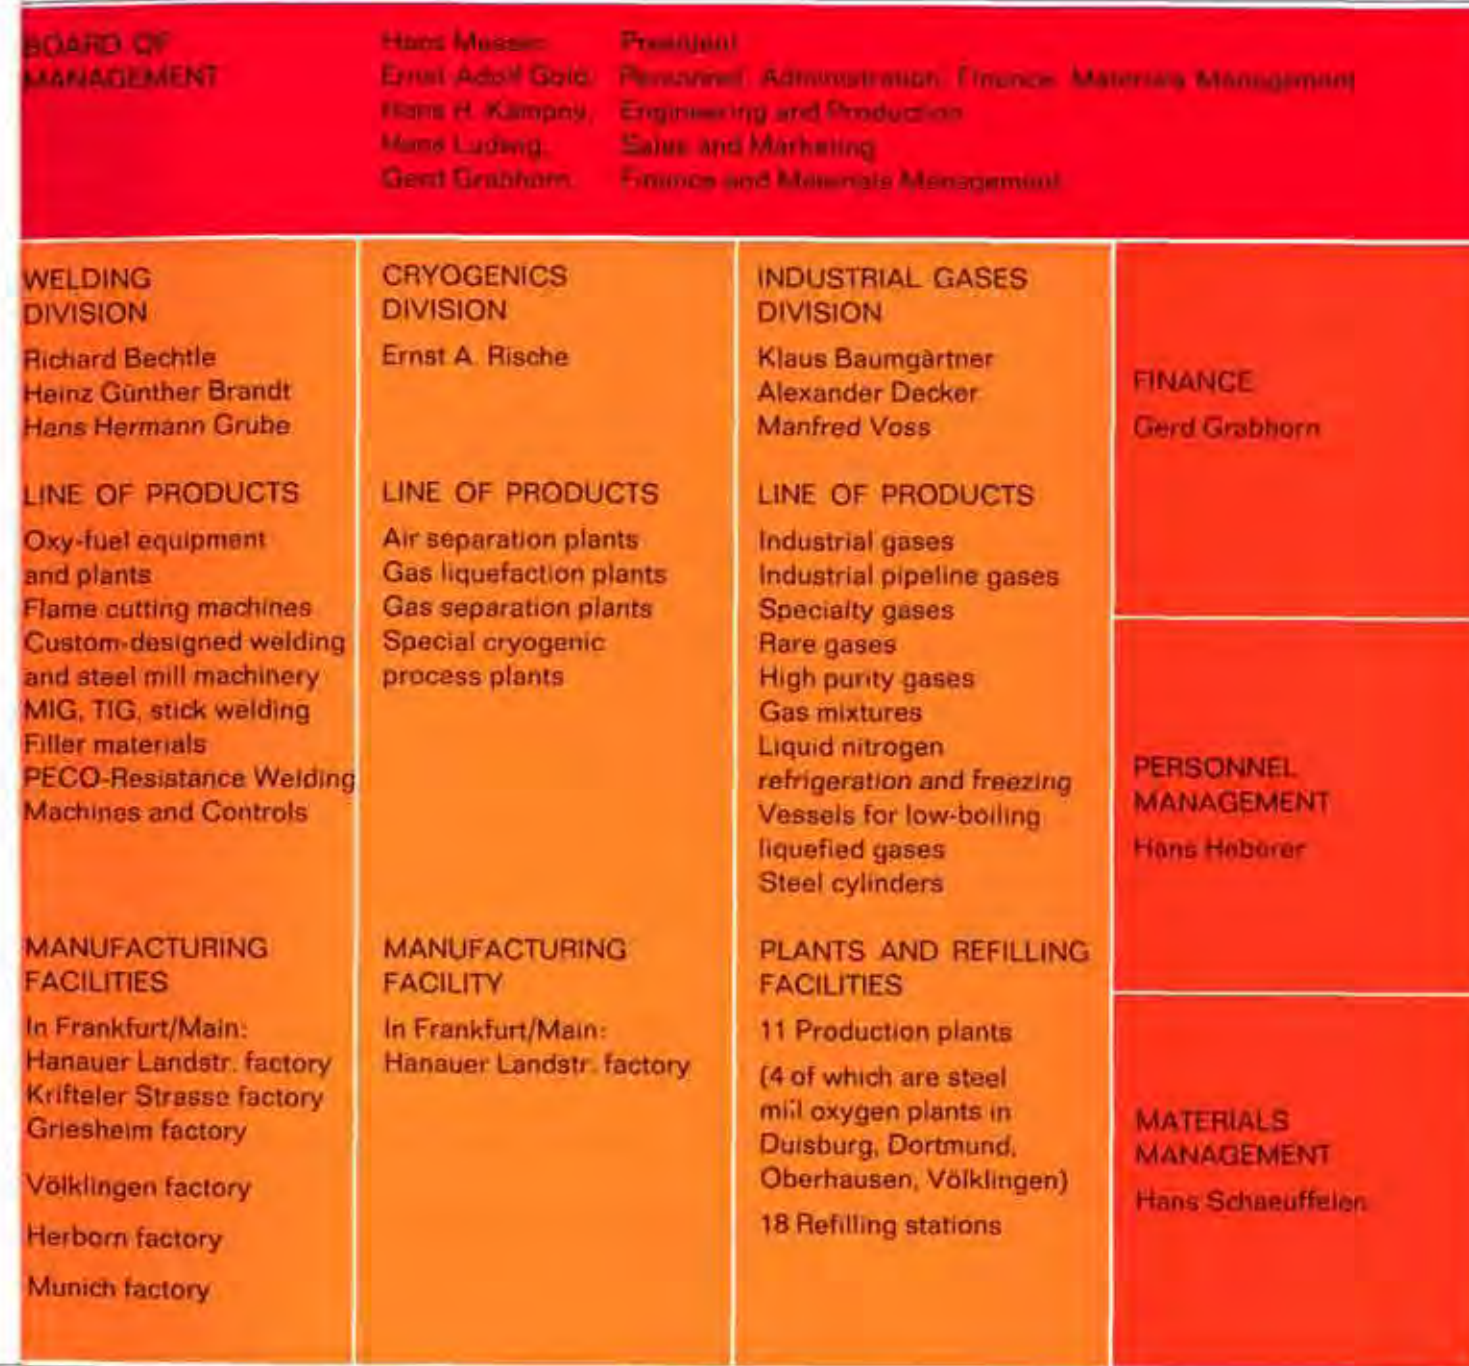 BOARD OF
MANAGEMENT
Hans Messer, President
Ernst Adolf Gold, Personnel, Administration, Finance, Materials Management
Hans H. Kämpny, Engineering and Production
Hans Ludwig, Sales and Marketing
Gerd Grabhorn, Finance and Materials Management
WELDING
DIVISION
Richard Bechtle
Heinz Günther Brandt
Hans Hermann Grube
LINE OF PRODUCTS
Oxy-fuel equipment
and plants
Flame cutting machines
Custom-designed welding
and steel mill machinery
MIG, TIG, stick welding
Filler materials
PECO-Resistance Welding
Machines and Controls
MANUFACTURING
FACILITIES
In Frankfurt/Main:
Hanauer Landstr. factory
Krifteler Strasse factory
Griesheim factory
Völklingen factory
Herborn factory
Munich factory
CRYOGENICS
DIVISION
Ernst A. Rische
LINE OF PRODUCTS
Air separation plants
Gas liquefaction plants
Gas separation plants
Special cryogenic
process plants
MANUFACTURING
FACILITY
In Frankfurt/Main:
Hanauer Landstr. factory
INDUSTRIAL GASES
DIVISION
Klaus Baumgärtner
Alexander Decker
Manfred Voss
LINE OF PRODUCTS
Industrial gases
Industrial pipeline gases
Specialty gases
Rare gases
High purity gases
Gas mixtures
Liquid nitrogen
refrigeration and freezing
Vessels for low-boiling
liquefied gases
Steel cylinders
PLANTS AND REFILLING
FACILITIES
11 Production plants
(4 of which are steel
mill oxygen plants in
Duisburg, Dortmund,
Oberhausen, Völklingen)
18 Refilling stations
FINANCE
Gerd Grabhorn
PERSONNEL
MANAGEMENT
Hans Heberer
MATERIALS
MANAGEMENT
Hans Schaeuffelen